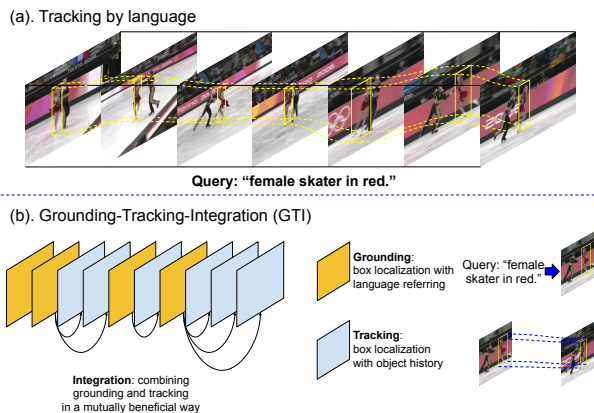 (a). Tracking by language
Query: “female skater in red.”
(b). Grounding-Tracking-Integration (GTI)
Grounding:
box localization with
language referring
Query: “female
skater in red.”
Tracking:
box localization
with object history
Integration: combining
grounding and tracking
in a mutually beneficial way